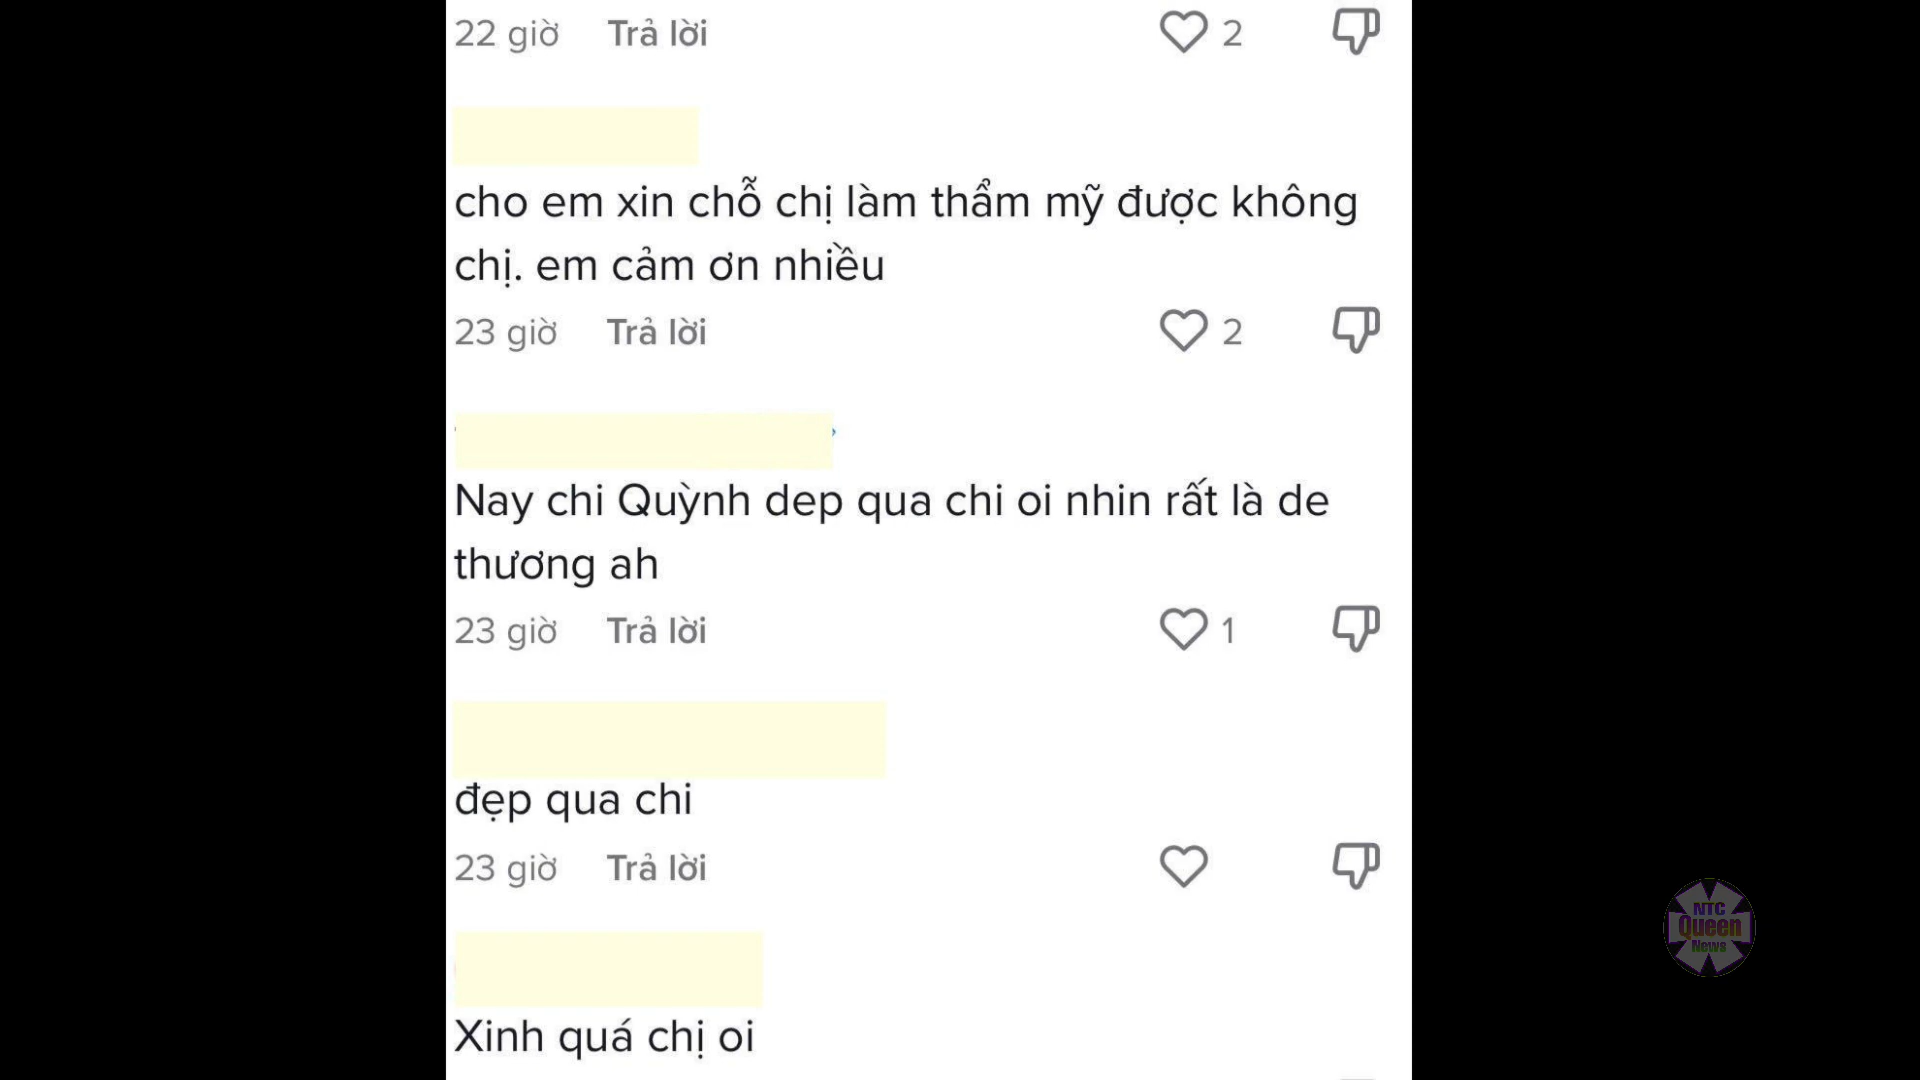 22 giờ Trả lời 2
cho em xin chỗ chị làm thẩm mỹ được không
chị. em cảm ơn nhiều
23 giờ Trả lời 2
Nay chi Quỳnh dep qua chi oi nhin rất là de
thương ah
23 giờ Trả lời 1
đẹp qua chi
23 giờ Trả lời
Xinh quá chị oi
NTC
Queen
News